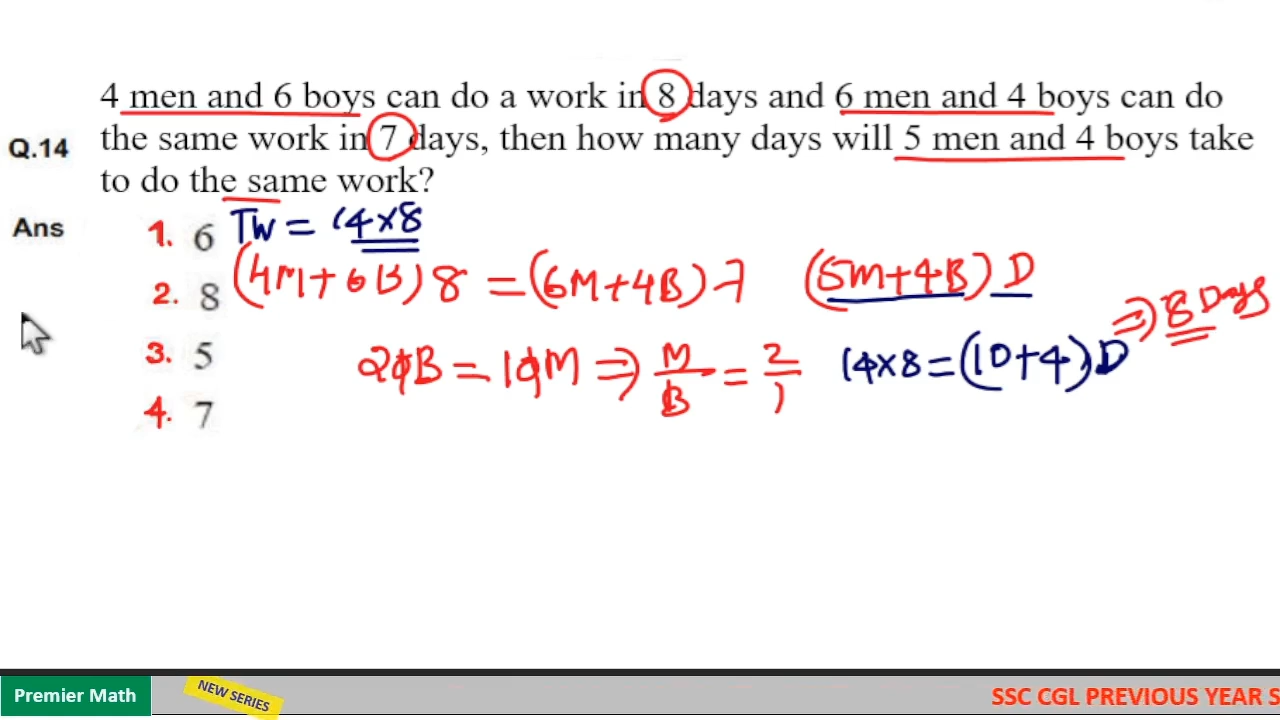 4 men and 6 boys can do a work in 8 days and 6 men and 4 boys can do
Q.14 the same work in 7 days, then how many days will 5 men and 4 boys take
to do the same work?
Ans
1. 6 TW = 14×8
2. 8 (4M+6B)8 = (6M+4B)7 (5M+4B)D ⇒ 8 Days
3. 5 20B = 10M ⇒ M/B = 2/1 14×8 = (10+4)D
4. 7
Premier Math NEW SERIES SSC CGL PREVIOUS YEAR S